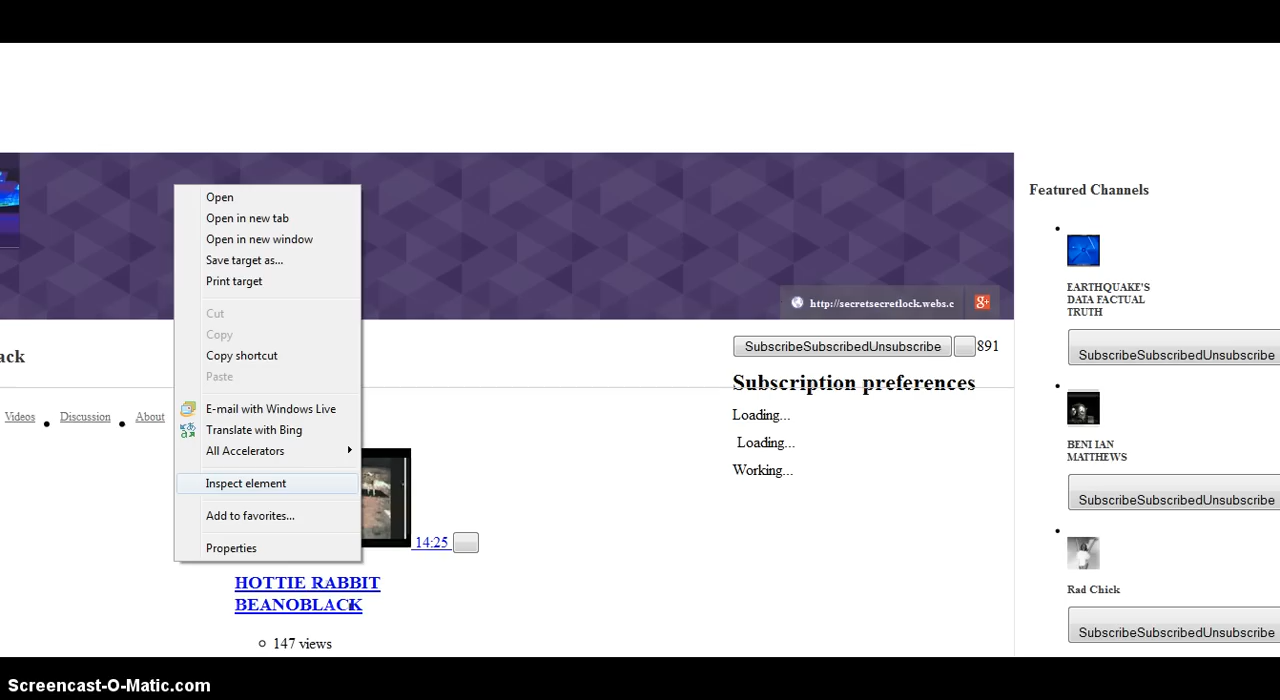 Open
Open in new tab
Open in new window
Save target as...
Print target
Cut
Copy
Copy shortcut
Paste
E-mail with Windows Live
Translate with Bing
All Accelerators
Inspect element
Add to favorites...
Properties
http://secretsecretlock.webs.c
g+
ack
SubscribeSubscribedUnsubscribe 891
Subscription preferences
Loading...
Loading...
Working...
Videos
Discussion
About
14:25
HOTTIE RABBIT
BEANOBLACK
147 views
Featured Channels
EARTHQUAKE'S
DATA FACTUAL
TRUTH
SubscribeSubscribedUnsubscribe
BENI IAN
MATTHEWS
SubscribeSubscribedUnsubscribe
Rad Chick
SubscribeSubscribedUnsubscribe
Screencast-O-Matic.com